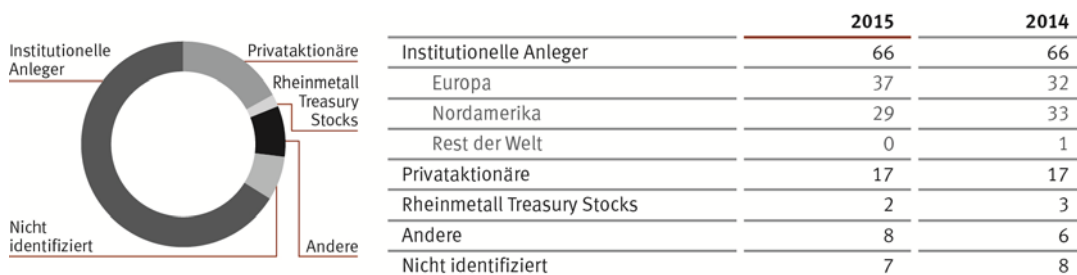 Institutionelle
Anleger
Privataktionäre
Rheinmetall
Treasury
Stocks
Nicht
identifiziert
Andere
2015 2014
Institutionelle Anleger 66 66
Europa 37 32
Nordamerika 29 33
Rest der Welt 0 1
Privataktionäre 17 17
Rheinmetall Treasury Stocks 2 3
Andere 8 6
Nicht identifiziert 7 8